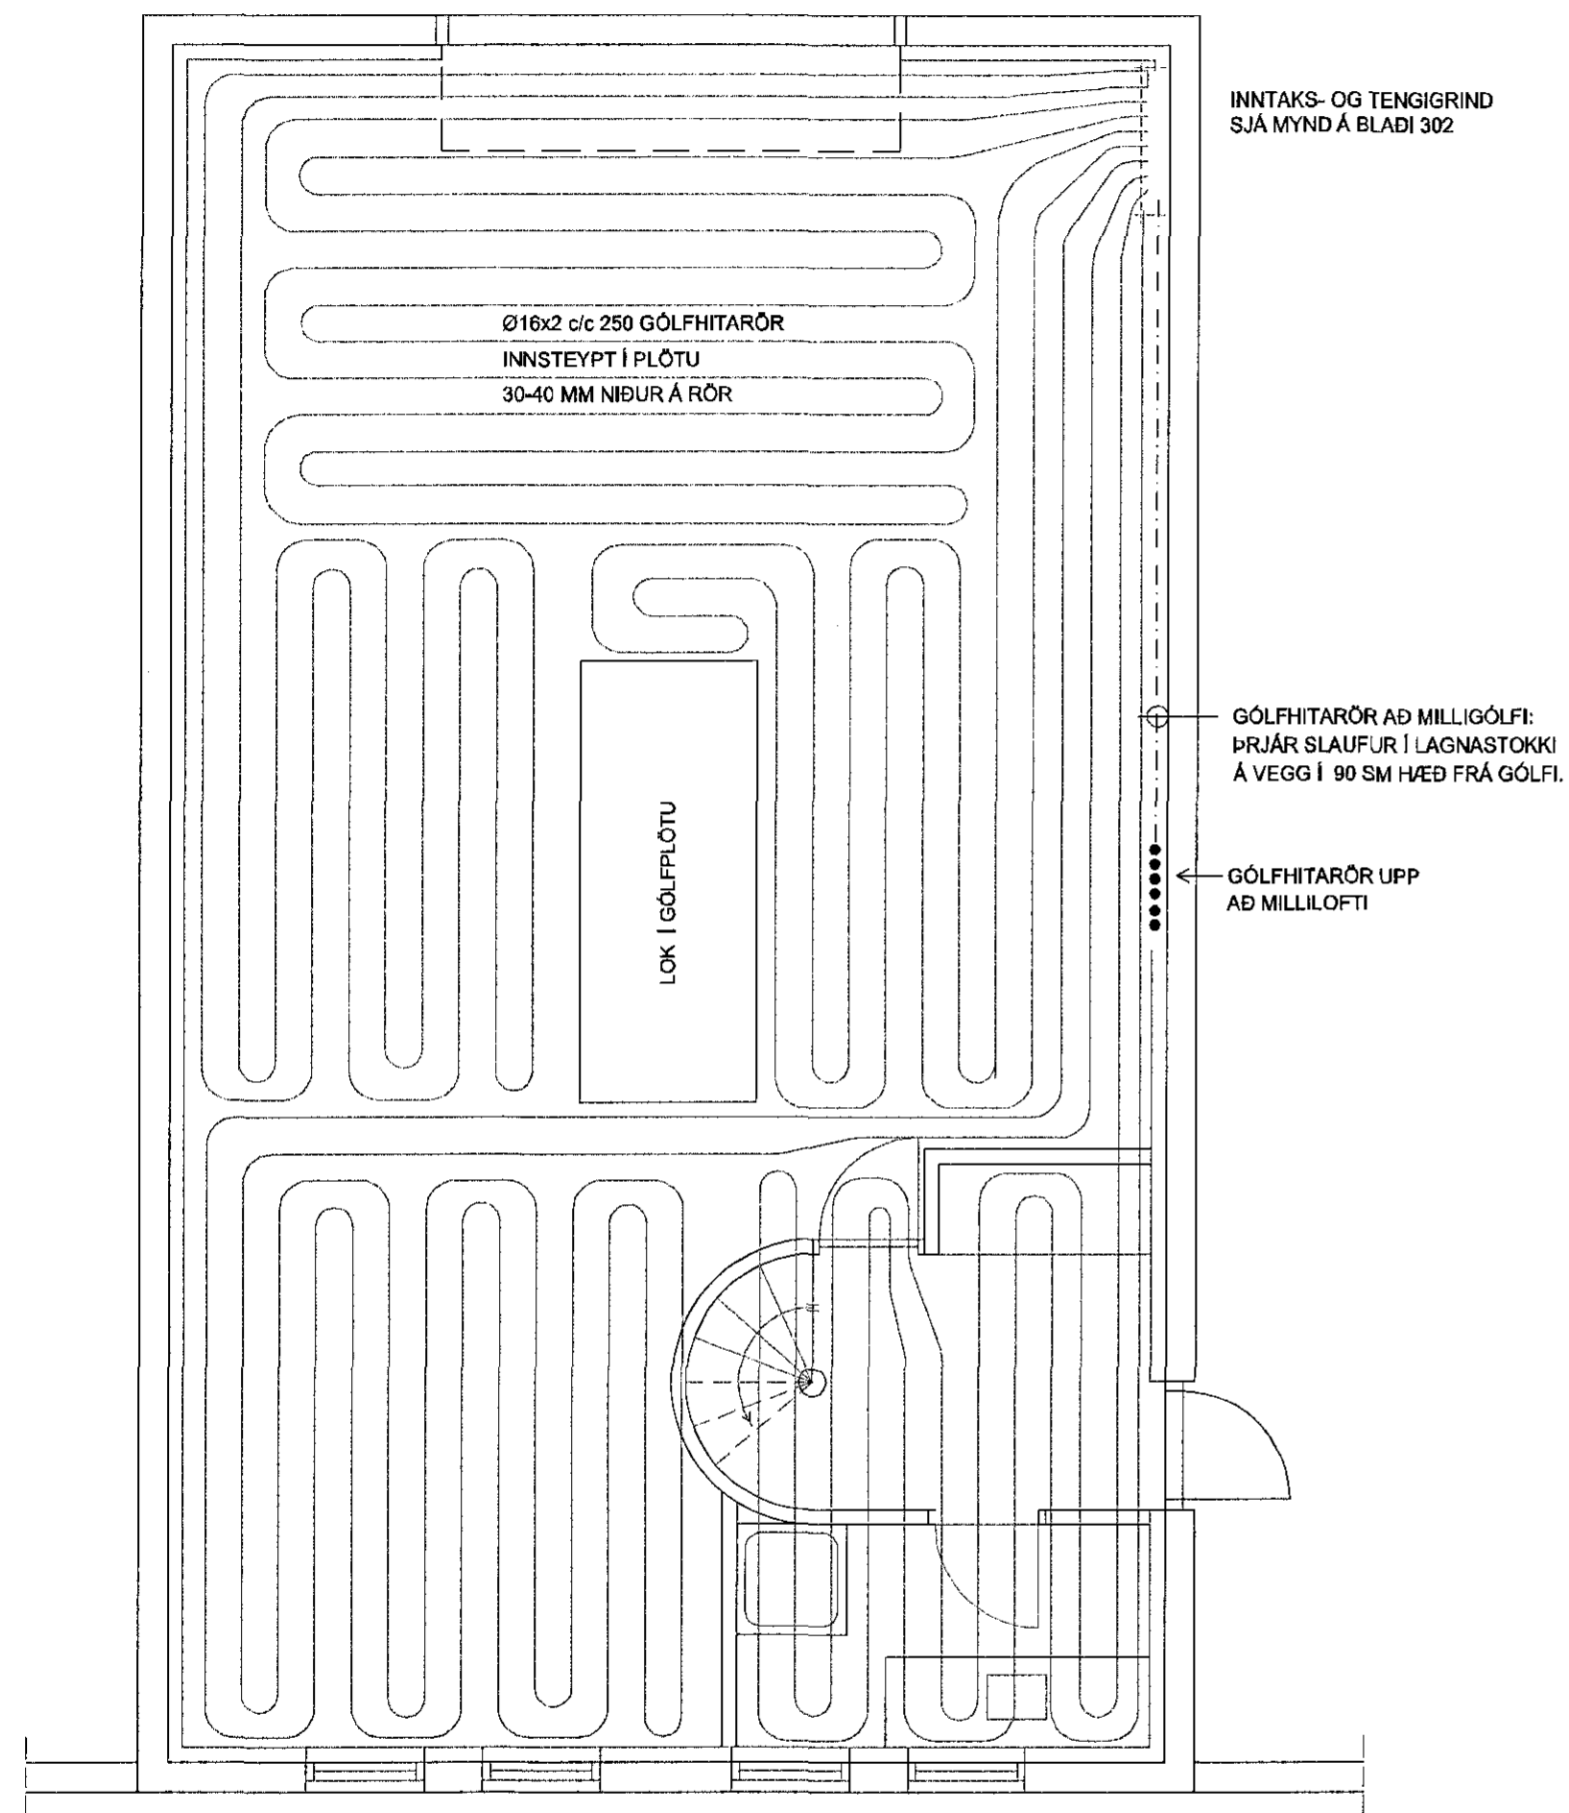 INNTAKS- OG TENGIGRIND
SJÁ MYND Á BLAÐI 302
Ø16x2 c/c 250 GÓLFHITARÖR
INNSTEYPT Í PLÖTU
30-40 MM NIÐUR Á RÖR
GÓLFHITARÖR AÐ MILLIGÓLFI:
ÞRJÁR SLAUFUR Í LAGNASTOKKI
Á VEGG Í 90 SM HÆÐ FRÁ GÓLFI.
LOK Í GÓLFPLÖTU
GÓLFHITARÖR UPP
AÐ MILLILOFTI